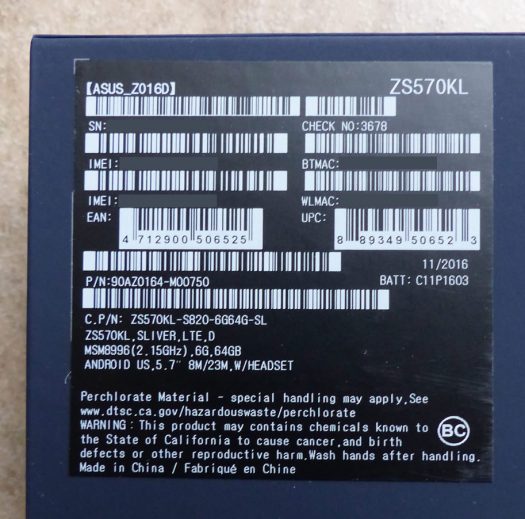 【ASUS_Z016D】 ZS570KL
SN: CHECK NO:3678
IMEI: BTMAC:
IMEI: WLMAC:
EAN: 4 712900 506525 UPC: 8 89349 50652 3
11/2016
P/N:90AZ0164-M00750 BATT: C11P1603
C.P/N: ZS570KL-S820-6G64G-SL
ZS570KL,SLIVER,LTE,D
MSM8996(2.15GHz),6G,64GB
ANDROID US,5.7" 8M/23M,W/HEADSET
Perchlorate Material - special handling may apply,See
www.dtsc.ca.gov/hazardouswaste/perchlorate
WARNING: This product may contains chemicals known to
the State of California to cause cancer,and birth
defects or other reproductive harm.Wash hands after handling.
Made in China / Fabriqué en Chine
BC